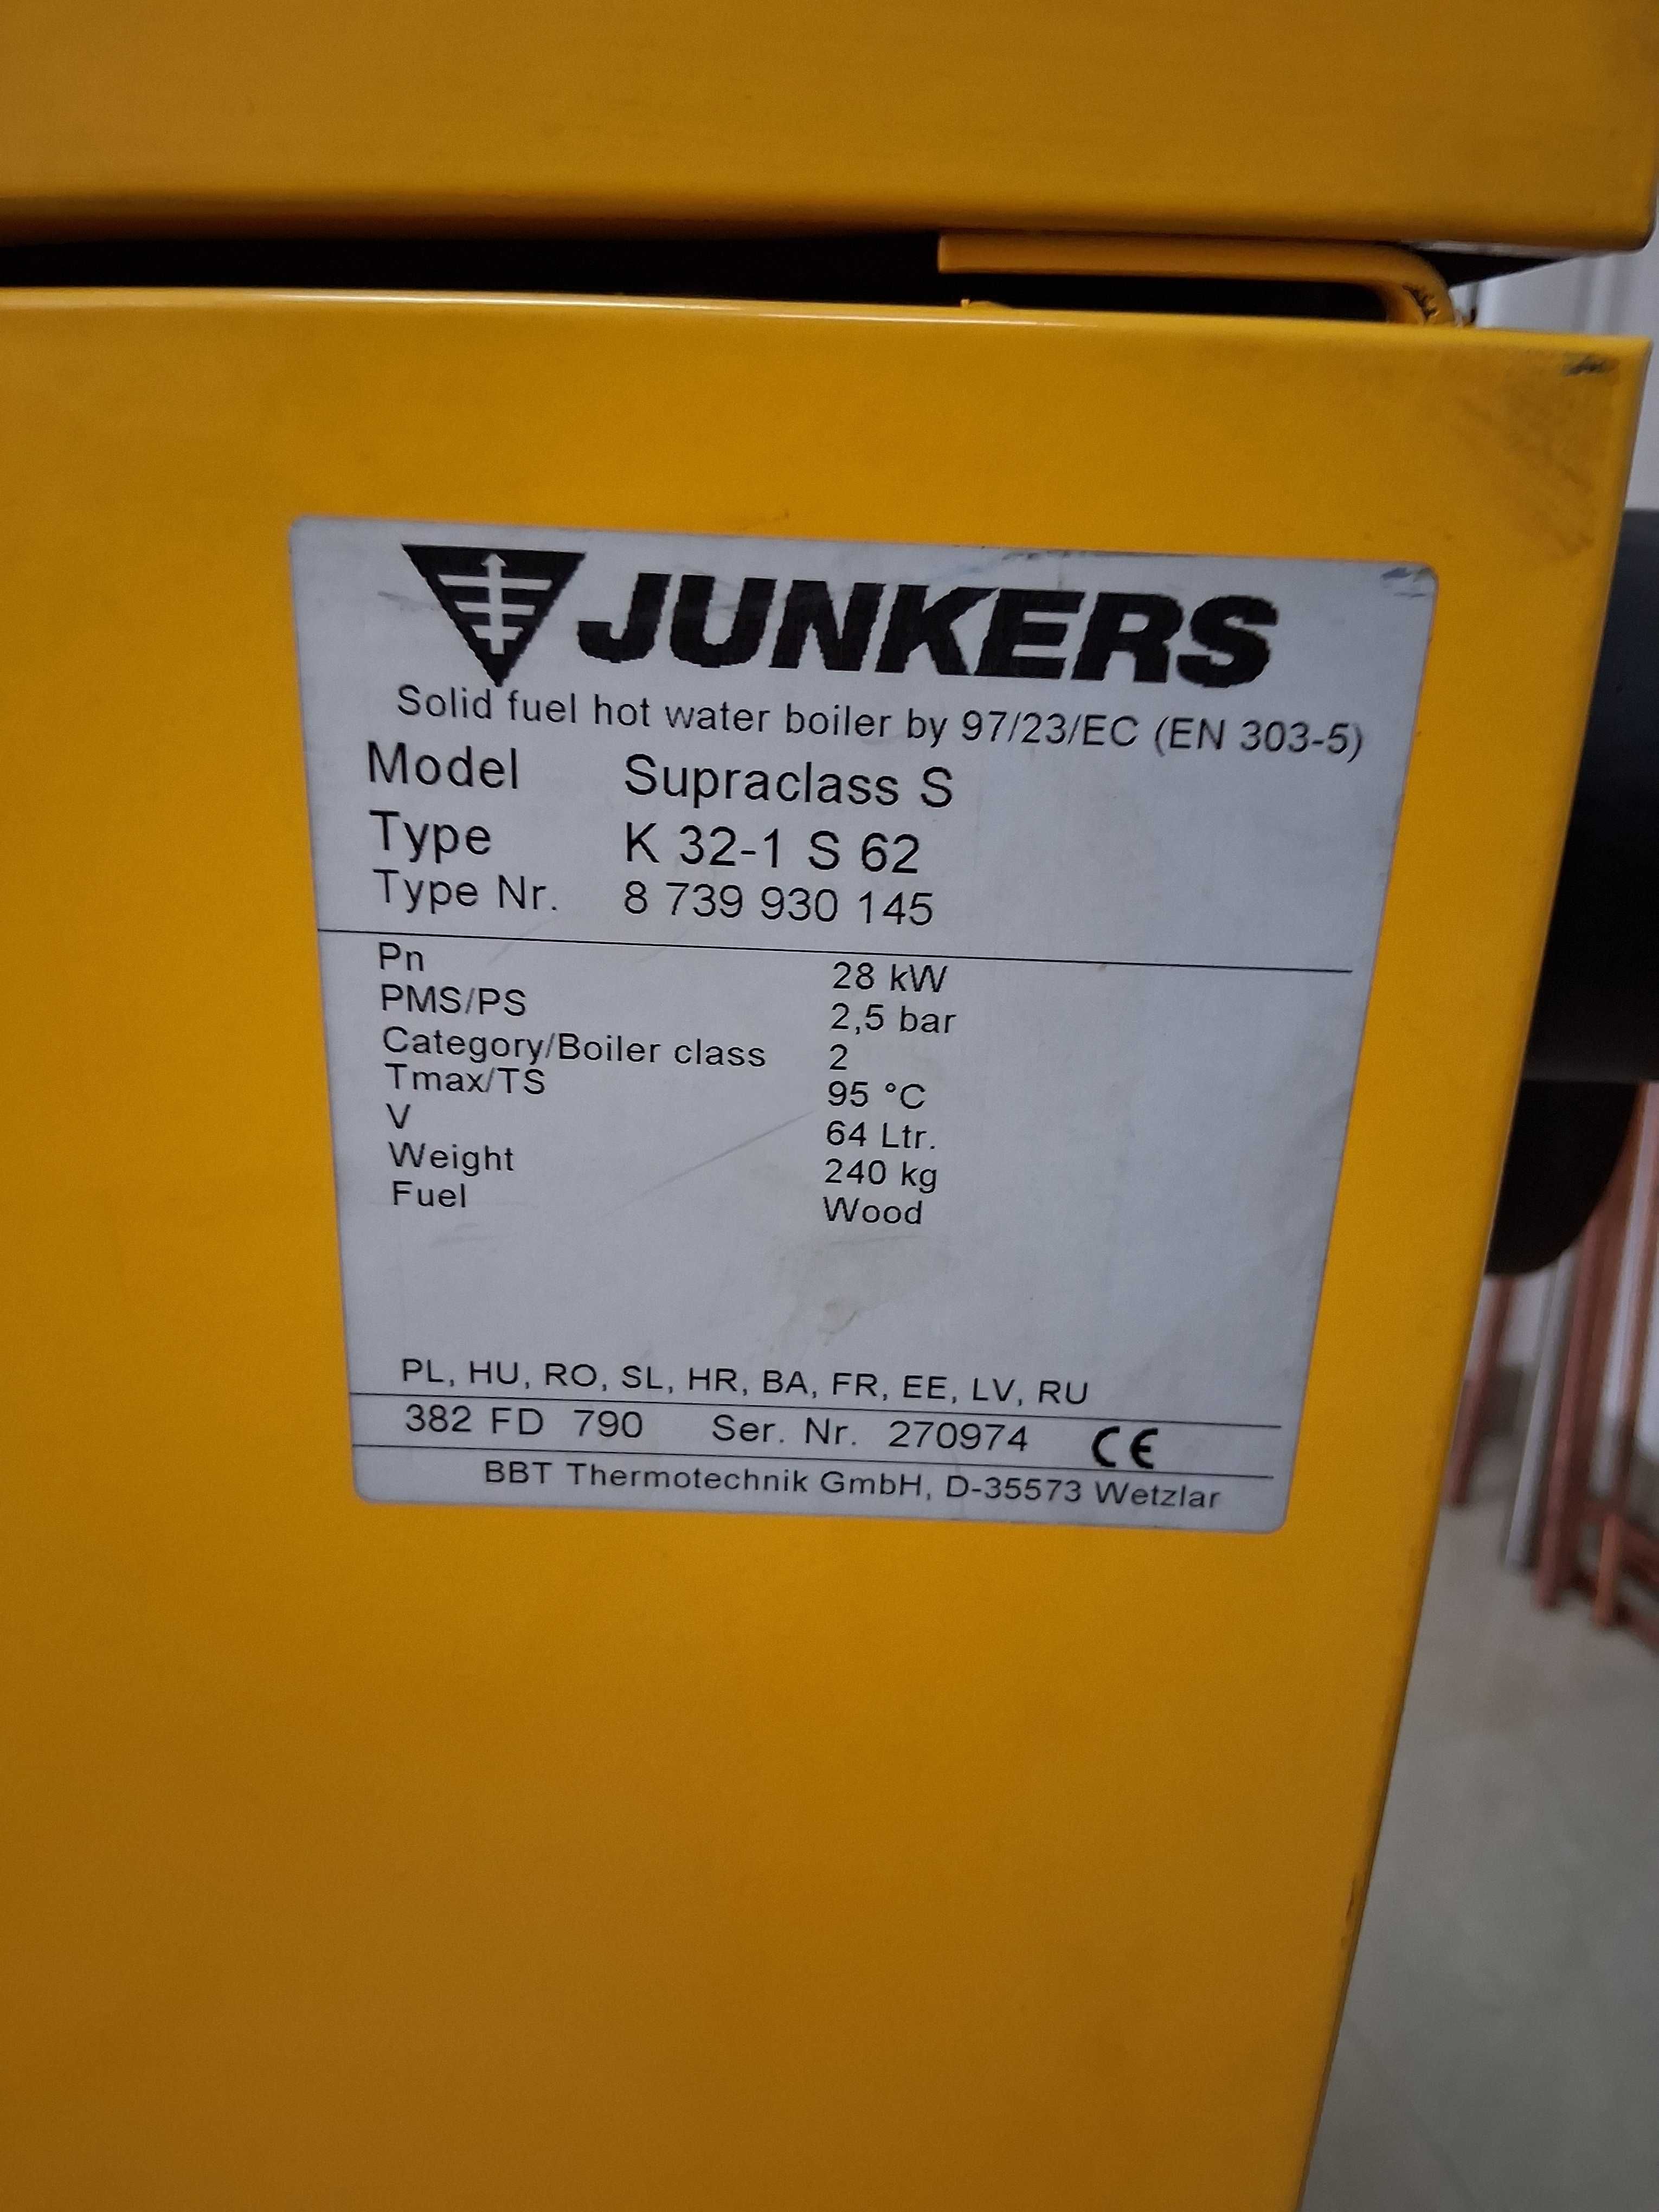 JUNKERS
Solid fuel hot water boiler by 97/23/EC (EN 303-5)
Model Supraclass S
Type K 32-1 S 62
Type Nr. 8 739 930 145
Pn 28 kW
PMS/PS 2,5 bar
Category/Boiler class 2
Tmax/TS 95 °C
V 64 Ltr.
Weight 240 kg
Fuel Wood
PL, HU, RO, SL, HR, BA, FR, EE, LV, RU
382 FD 790 Ser. Nr. 270974 CE
BBT Thermotechnik GmbH, D-35573 Wetzlar